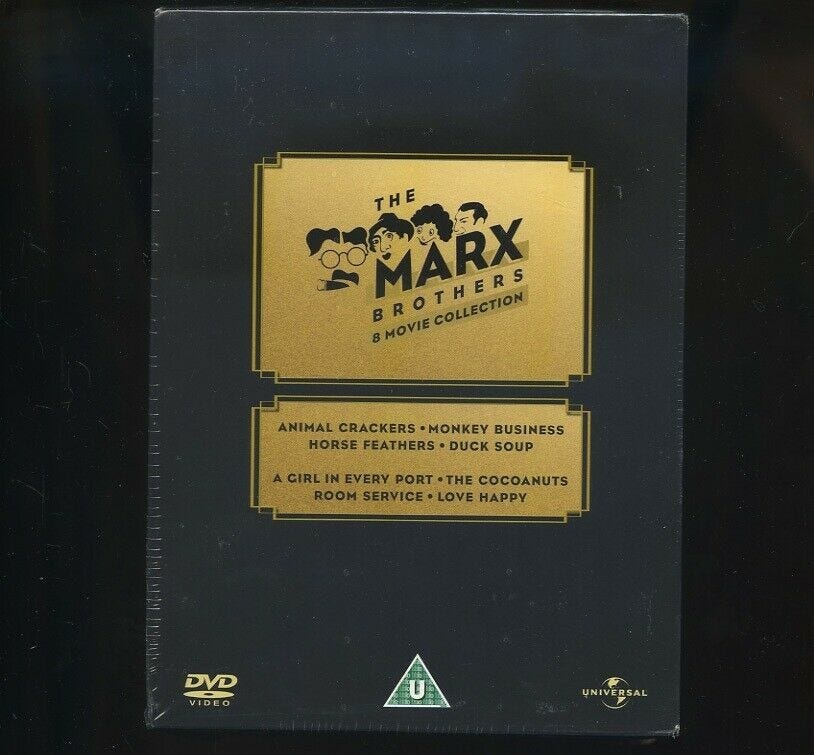 THE
MARX
BROTHERS
8 MOVIE COLLECTION
ANIMAL CRACKERS • MONKEY BUSINESS
HORSE FEATHERS • DUCK SOUP
A GIRL IN EVERY PORT • THE COCOANUTS
ROOM SERVICE • LOVE HAPPY
DVD
VIDEO
U
UNIVERSAL